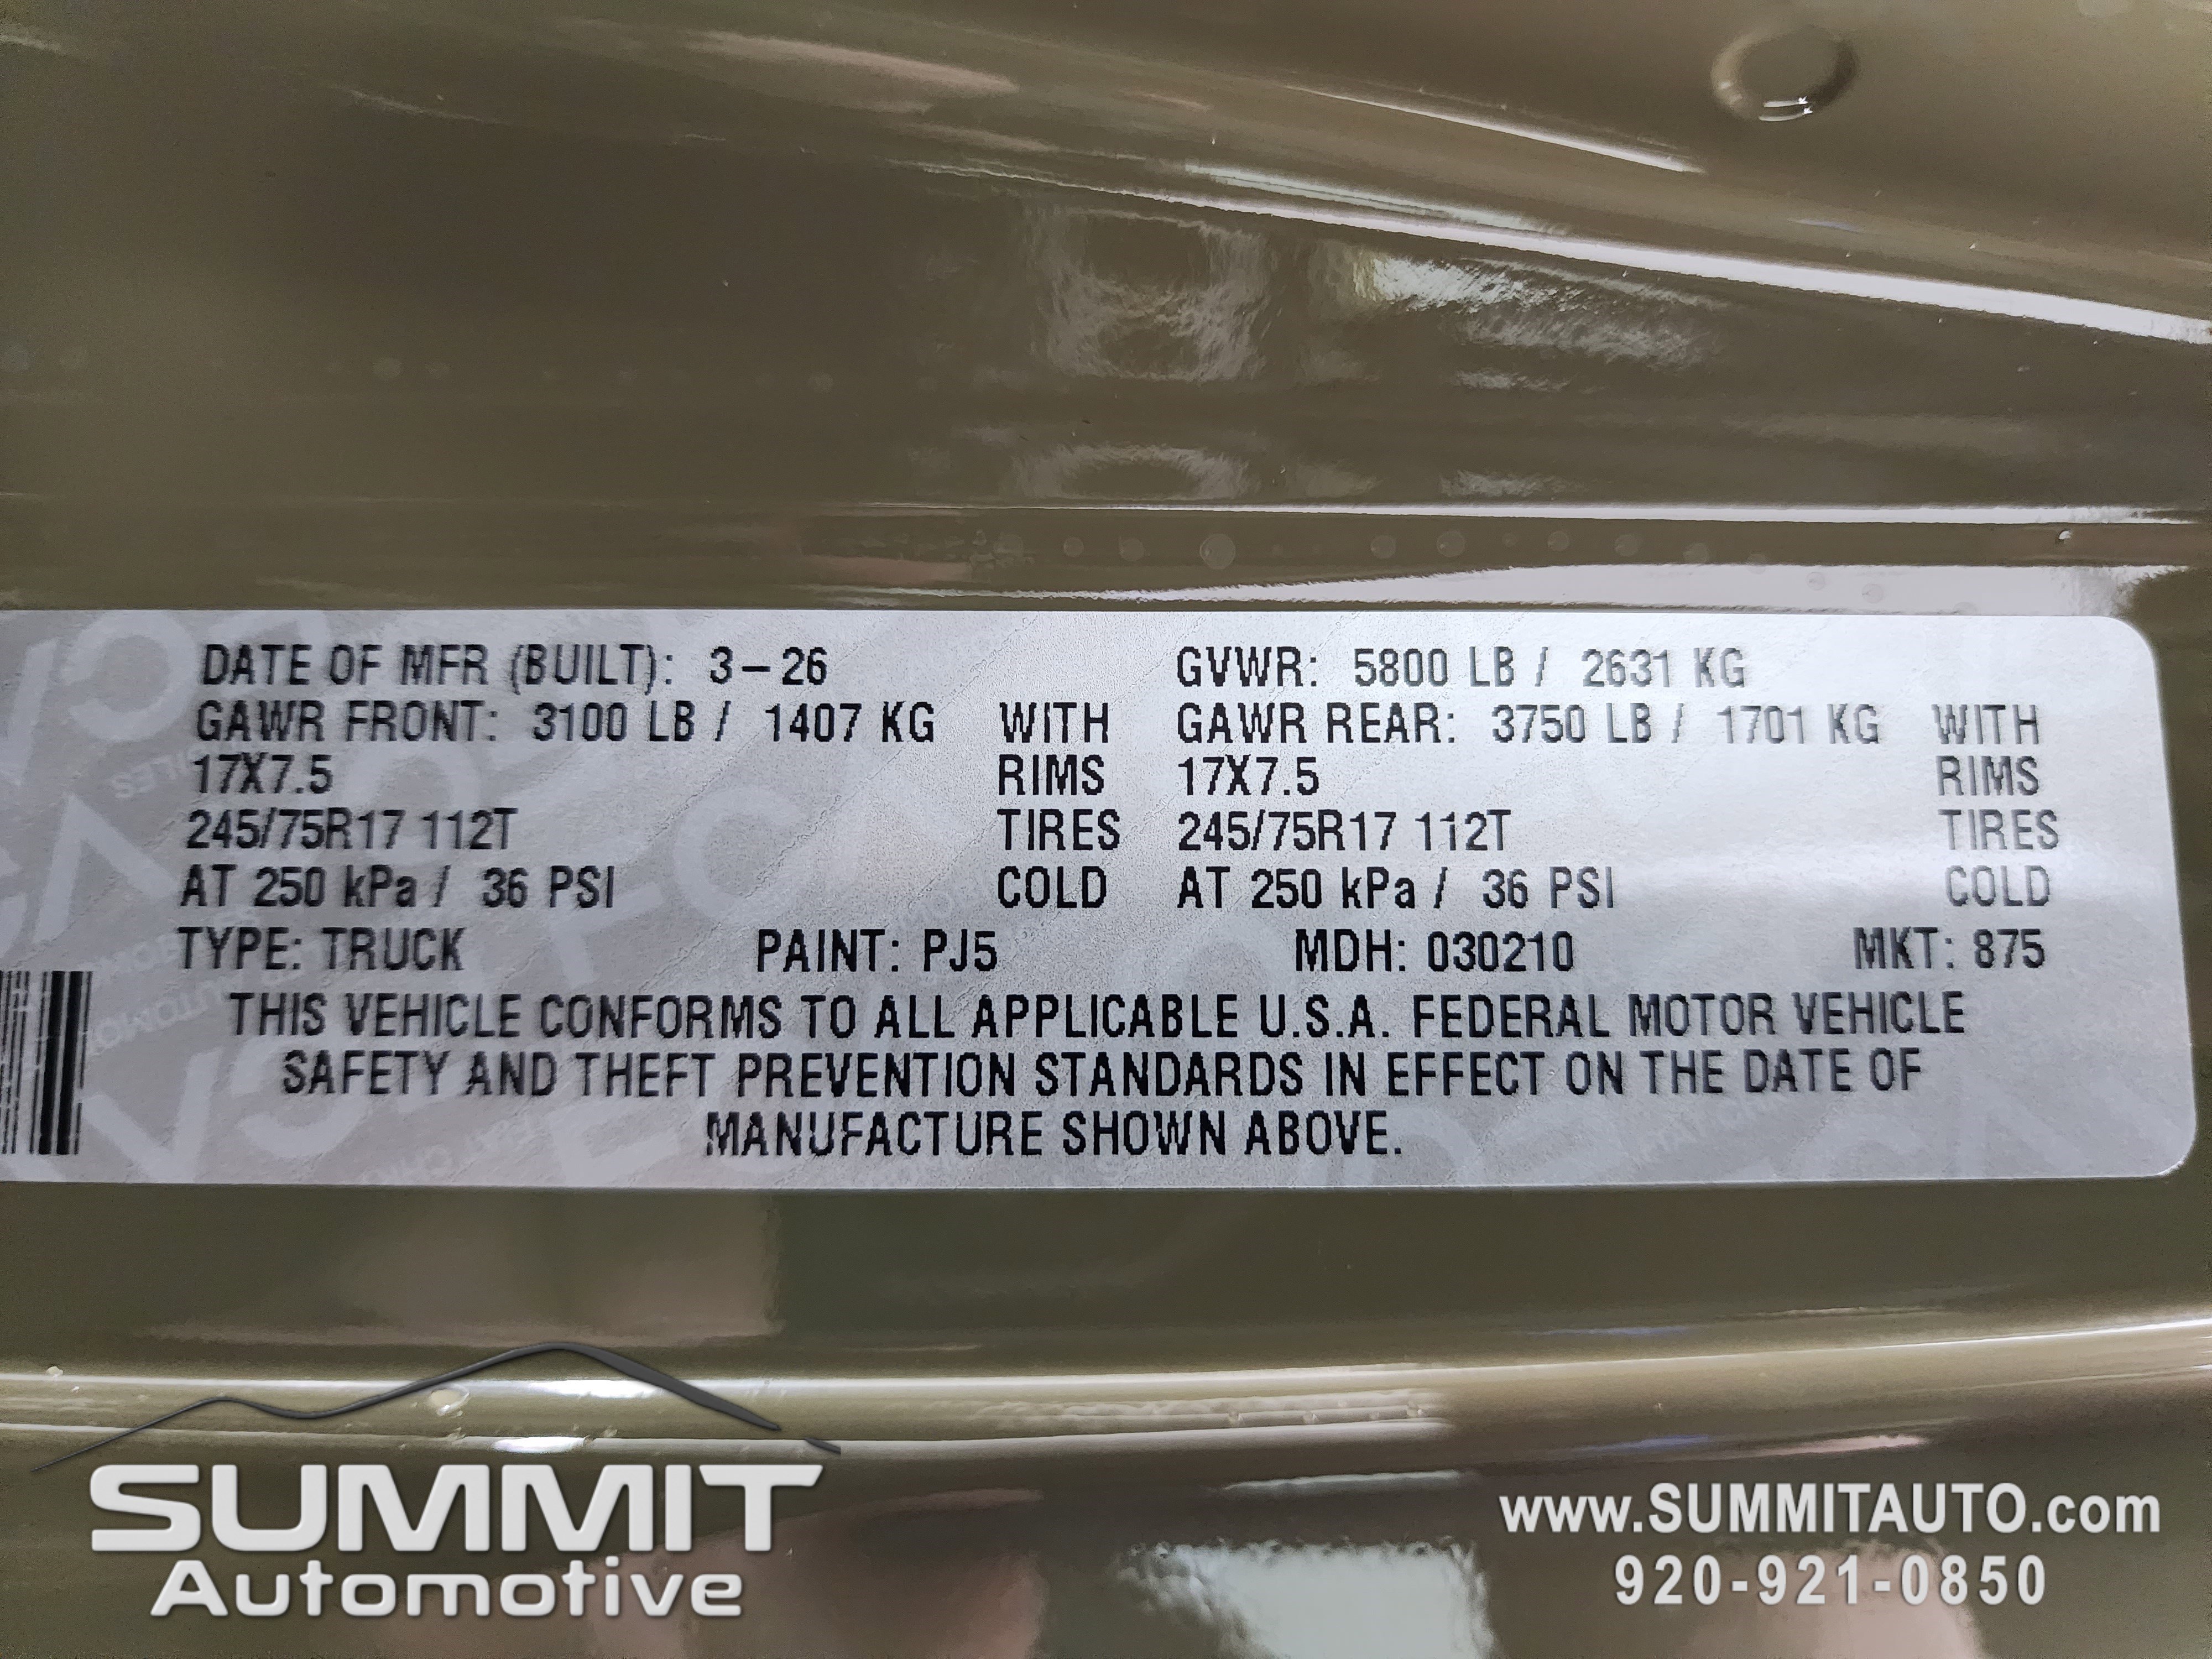 DATE OF MFR (BUILT): 3-26 GVWR: 5800 LB / 2631 KG
GAWR FRONT: 3100 LB / 1407 KG WITH GAWR REAR: 3750 LB / 1701 KG WITH
17X7.5 RIMS 17X7.5 RIMS
245/75R17 112T TIRES 245/75R17 112T TIRES
AT 250 kPa / 36 PSI COLD AT 250 kPa / 36 PSI COLD
TYPE: TRUCK PAINT: PJ5 MDH: 030210 MKT: 875
THIS VEHICLE CONFORMS TO ALL APPLICABLE U.S.A. FEDERAL MOTOR VEHICLE
SAFETY AND THEFT PREVENTION STANDARDS IN EFFECT ON THE DATE OF
MANUFACTURE SHOWN ABOVE.
SUMMIT
Automotive
www.SUMMITAUTO.com
920-921-0850